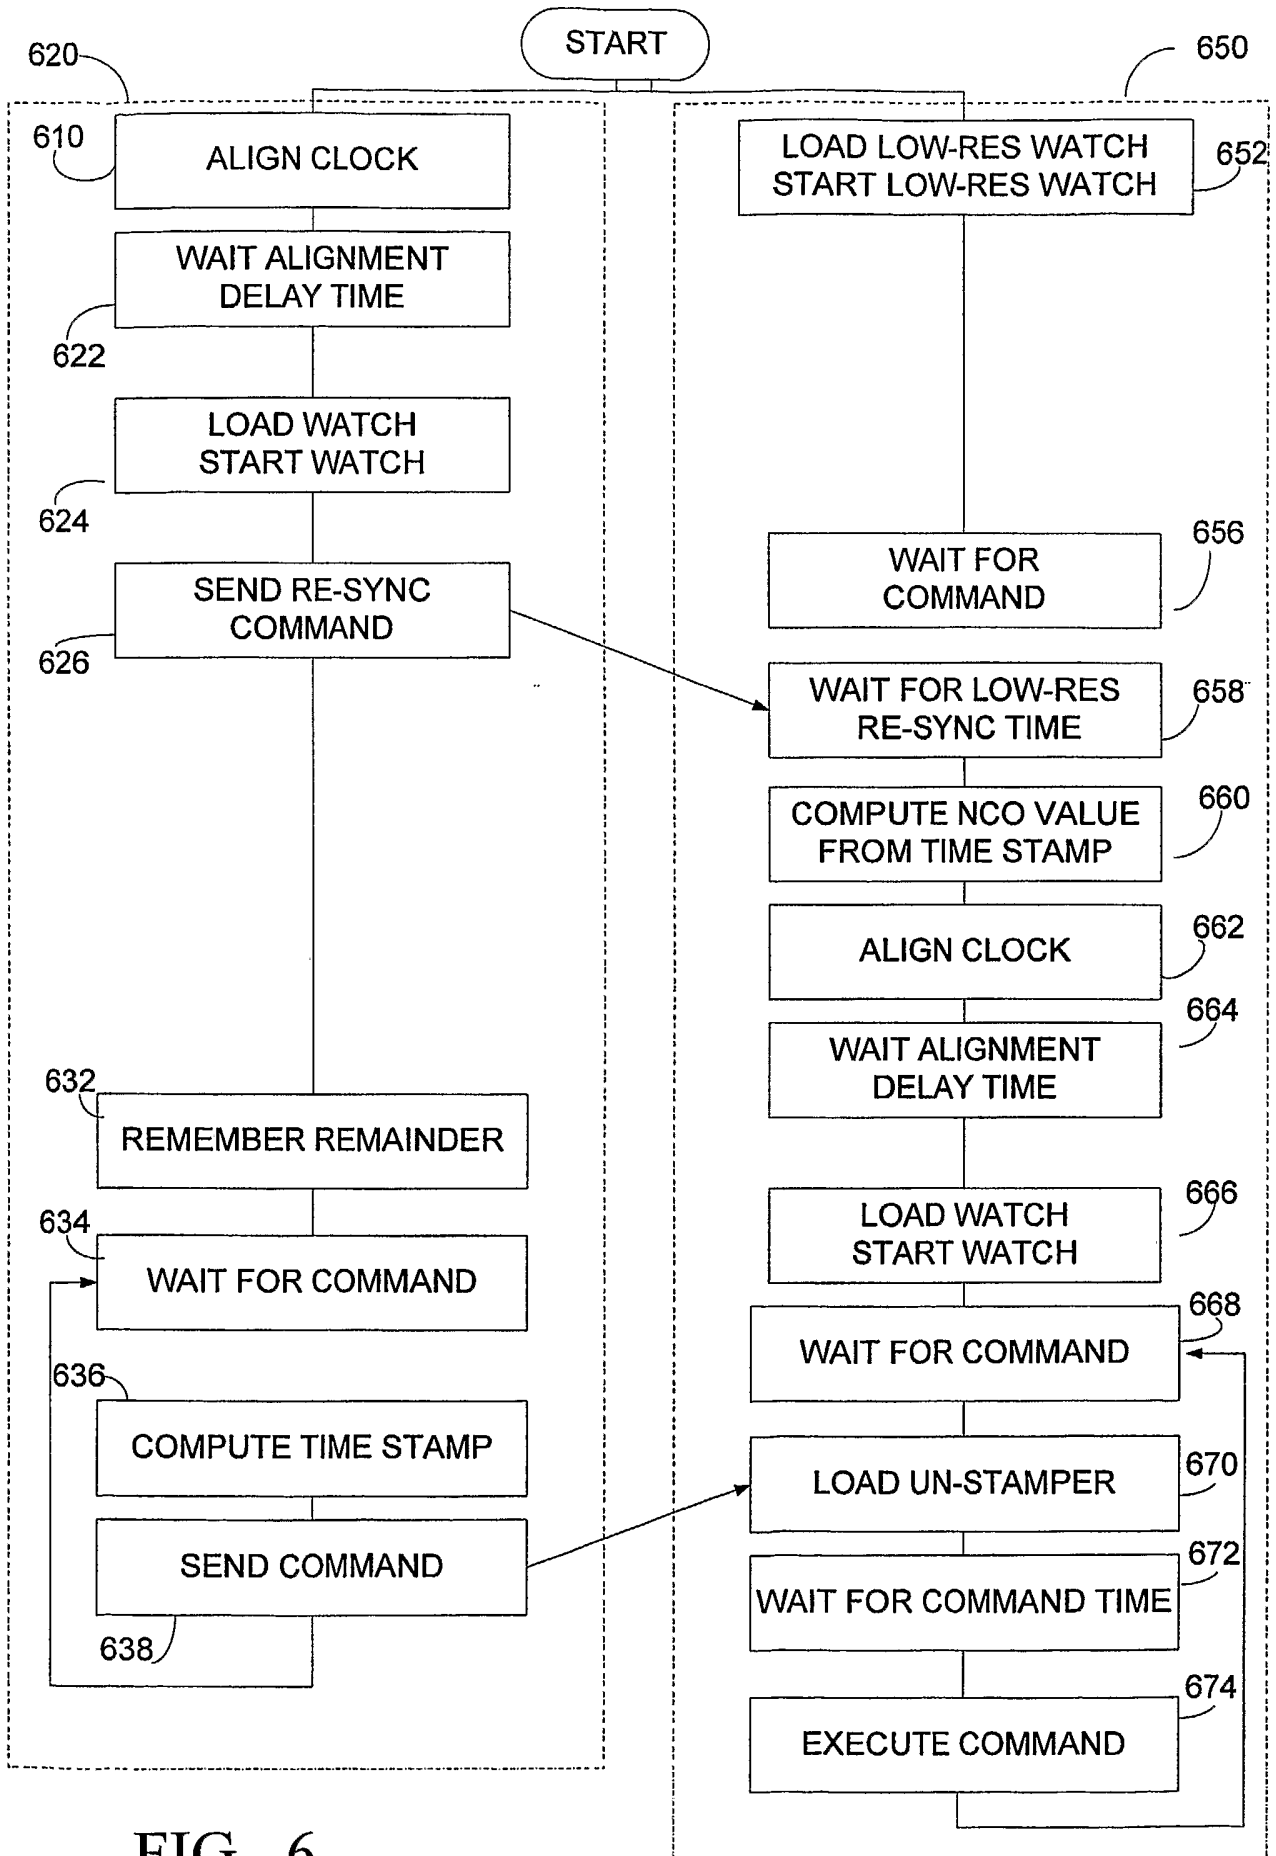 START
620
650
610
ALIGN CLOCK
LOAD LOW-RES WATCH
START LOW-RES WATCH
652
WAIT ALIGNMENT
DELAY TIME
622
LOAD WATCH
START WATCH
624
SEND RE-SYNC
COMMAND
626
656
WAIT FOR
COMMAND
WAIT FOR LOW-RES
RE-SYNC TIME
658
COMPUTE NCO VALUE
FROM TIME STAMP
660
ALIGN CLOCK
662
WAIT ALIGNMENT
DELAY TIME
664
632
REMEMBER REMAINDER
634
WAIT FOR COMMAND
LOAD WATCH
START WATCH
666
WAIT FOR COMMAND
668
636
COMPUTE TIME STAMP
LOAD UN-STAMPER
670
SEND COMMAND
638
WAIT FOR COMMAND TIME
672
EXECUTE COMMAND
674
FIG. 6